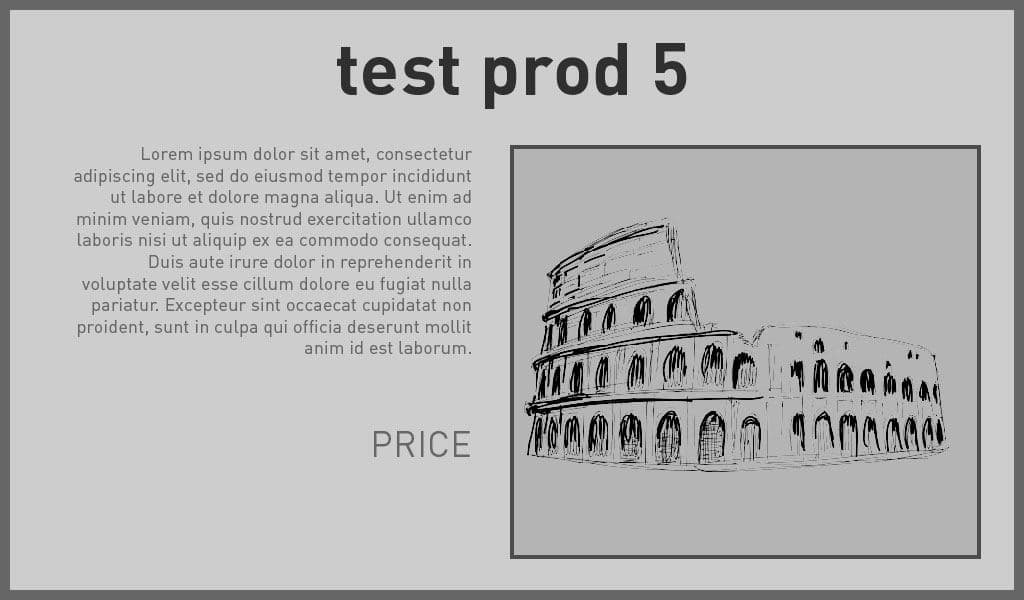 test prod 5
Lorem ipsum dolor sit amet, consectetur
adipiscing elit, sed do eiusmod tempor incididunt
ut labore et dolore magna aliqua. Ut enim ad
minim veniam, quis nostrud exercitation ullamco
laboris nisi ut aliquip ex ea commodo consequat.
Duis aute irure dolor in reprehenderit in
voluptate velit esse cillum dolore eu fugiat nulla
pariatur. Excepteur sint occaecat cupidatat non
proident, sunt in culpa qui officia deserunt mollit
anim id est laborum.
PRICE